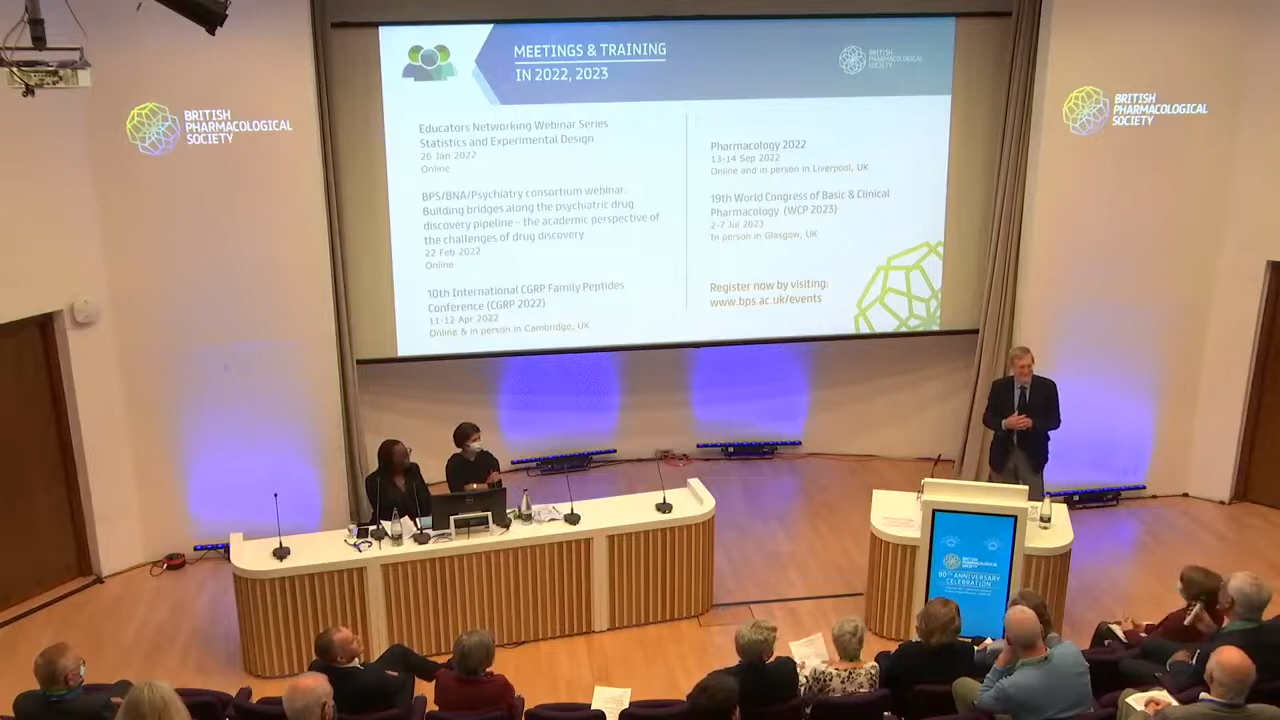 MEETINGS & TRAINING
IN 2022, 2023
BRITISH
PHARMACOLOGICAL
SOCIETY
Educators Networking Webinar Series
Statistics and Experimental Design
26 Jan 2022
Online
BPS/BNA/Psychiatry consortium webinar:
Building bridges along the psychiatric drug
discovery pipeline - the academic perspective of
the challenges of drug discovery
22 Feb 2022
Online
10th International CGRP Family Peptides
Conference (CGRP 2022)
11-12 Apr 2022
Online & in person in Cambridge, UK
Pharmacology 2022
13-14 Sep 2022
Online and in person in Liverpool, UK
19th World Congress of Basic & Clinical
Pharmacology (WCP 2023)
2-7 Jul 2023
In person in Glasgow, UK
Register now by visiting:
www.bps.ac.uk/events
BRITISH
PHARMACOLOGICAL
SOCIETY
BRITISH
PHARMACOLOGICAL
SOCIETY
BRITISH
PHARMACOLOGICAL
SOCIETY
90TH ANNIVERSARY
CELEBRATION